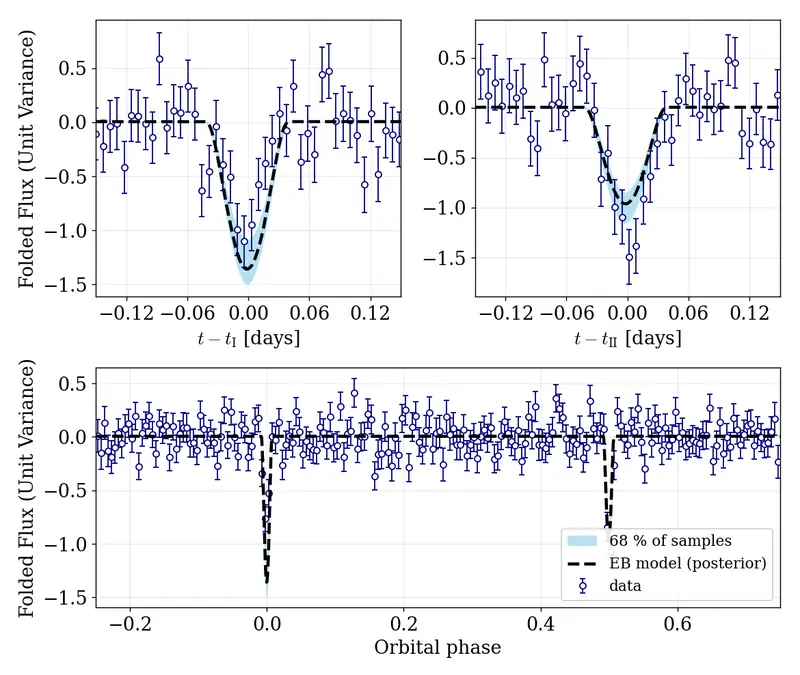 Folded Flux (Unit Variance)
0.5
0.0
−0.5
−1.0
−1.5
−0.12 −0.06 0.00 0.06 0.12
t − tI [days]
0.5
0.0
−0.5
−1.0
−1.5
−0.12 −0.06 0.00 0.06 0.12
t − tII [days]
Folded Flux (Unit Variance)
0.5
0.0
−0.5
−1.0
−1.5
−0.2 0.0 0.2 0.4 0.6
Orbital phase
68 % of samples
EB model (posterior)
data